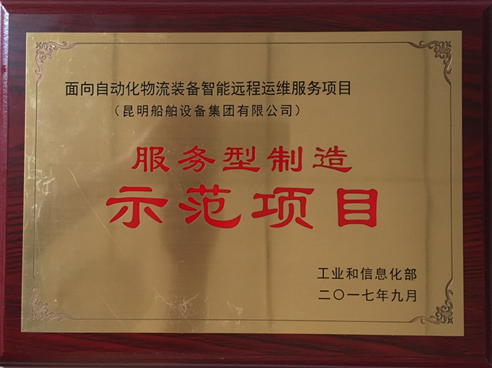 面向自动化物流装备智能远程运维服务项目
（昆明船舶设备集团有限公司）
服务型制造
示范项目
工业和信息化部
二〇一七年九月